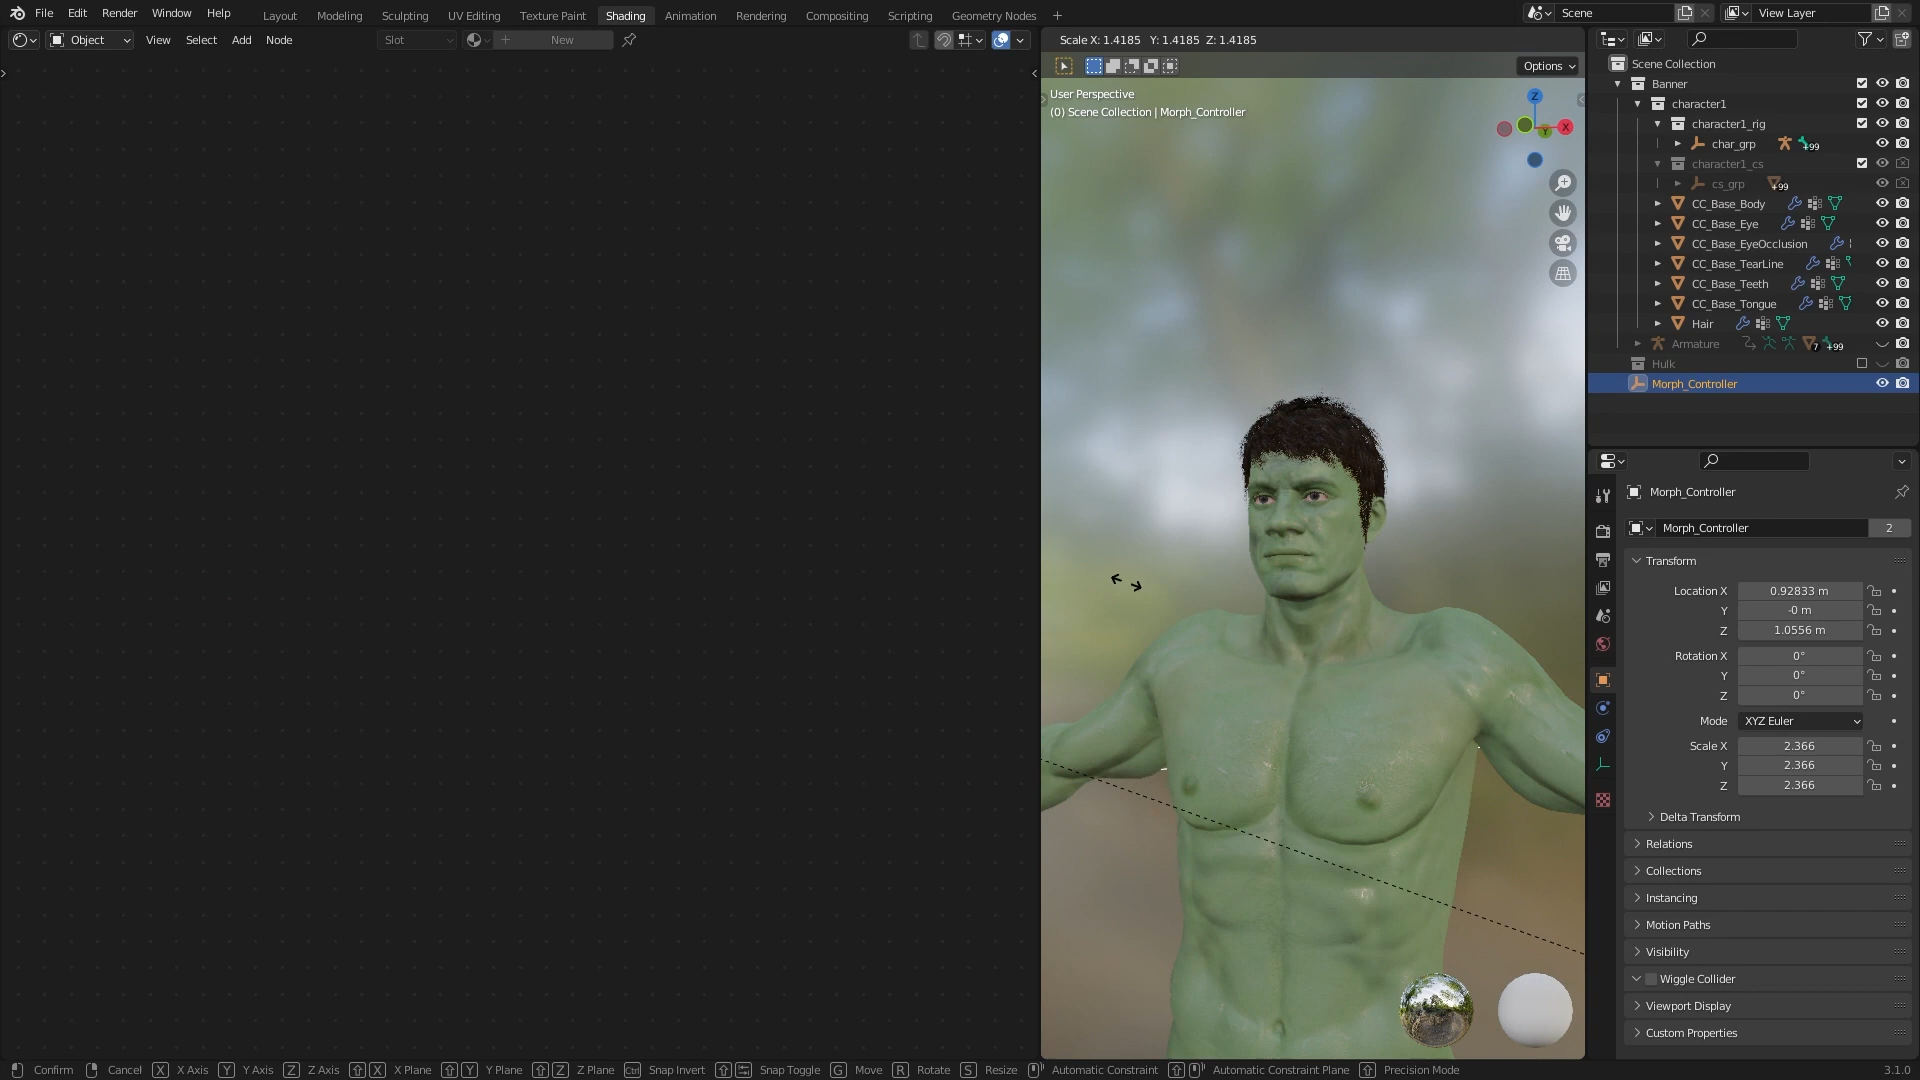 File Edit Render Window Help Layout Modeling Sculpting UV Editing Texture Paint Shading Animation Rendering Compositing Scripting Geometry Nodes + Scene View Layer
Object View Select Add Node Slot New
Scale X: 1.4185 Y: 1.4185 Z: 1.4185
Options
User Perspective
(0) Scene Collection | Morph_Controller
Z
Y
X
Scene Collection
Banner
character1
character1_rig
char_grp +99
character1_cs
cs_grp +99
CC_Base_Body
CC_Base_Eye
CC_Base_EyeOcclusion
CC_Base_TearLine
CC_Base_Teeth
CC_Base_Tongue
Hair
Armature 7 +99
Hulk
Morph_Controller
Morph_Controller
Morph_Controller 2
Transform
Location X 0.92833 m
Y -0 m
Z 1.0556 m
Rotation X 0°
Y 0°
Z 0°
Mode XYZ Euler
Scale X 2.366
Y 2.366
Z 2.366
Delta Transform
Relations
Collections
Instancing
Motion Paths
Visibility
Wiggle Collider
Viewport Display
Custom Properties
Confirm Cancel X X Axis Y Y Axis Z Z Axis X X Plane Y Y Plane Z Z Plane Ctrl Snap Invert Snap Toggle G Move R Rotate S Resize Automatic Constraint Automatic Constraint Plane Precision Mode 3.1.0